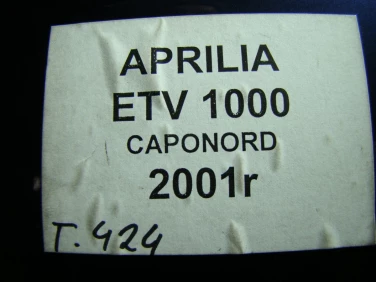 APRILIA
ETV 1000
CAPONORD
2001r
T.424